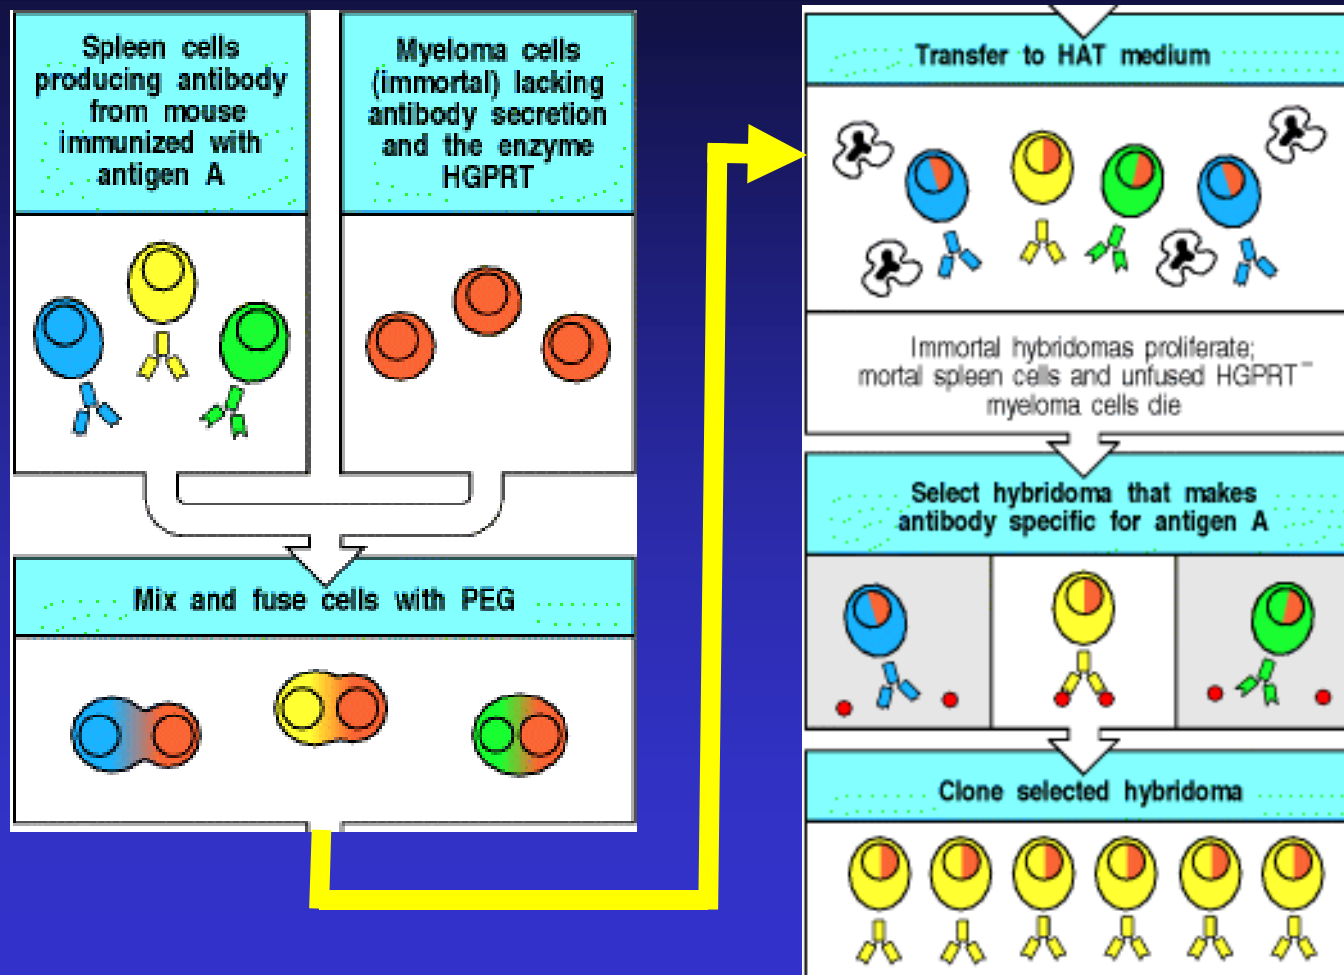 Spleen cells
producing antibody
from mouse
immunized with
antigen A
Myeloma cells
(immortal) lacking
antibody secretion
and the enzyme
HGPRT
Mix and fuse cells with PEG
Transfer to HAT medium
Immortal hybridomas proliferate;
mortal spleen cells and unfused HGPRT⁻
myeloma cells die
Select hybridoma that makes
antibody specific for antigen A
Clone selected hybridoma